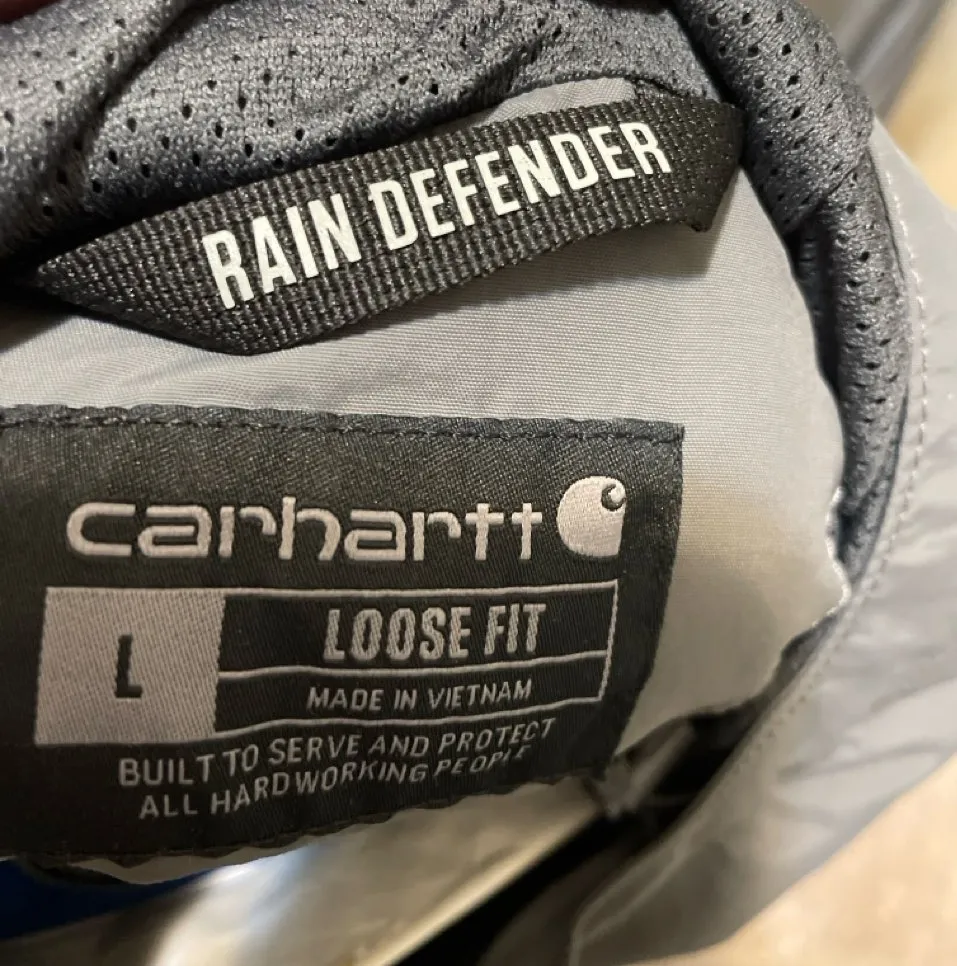 RAIN DEFENDER
carhartt
L
LOOSE FIT
MADE IN VIETNAM
BUILT TO SERVE AND PROTECT
ALL HARDWORKING PEOPLE